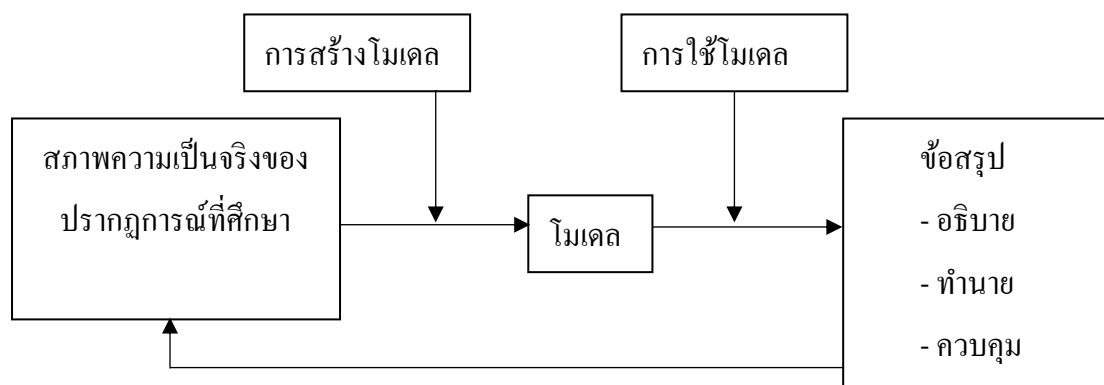 การสร้างโมเดล
การใช้โมเดล
สภาพความเป็นจริงของ
ปรากฏการณ์ที่ศึกษา
โมเดล
ข้อสรุป
- อธิบาย
- ทำนาย
- ควบคุม